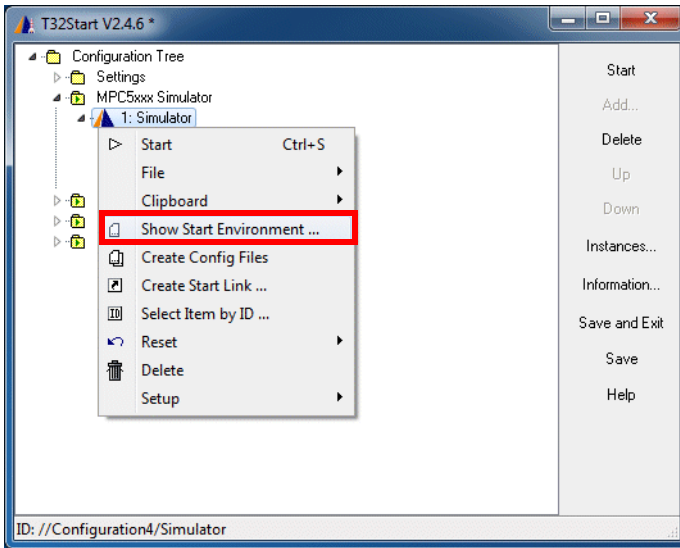 T32Start V2.4.6 *
Configuration Tree
Settings
MPC5xxx Simulator
1: Simulator
Start Ctrl+S
File
Clipboard
Show Start Environment ...
Create Config Files
Create Start Link ...
ID Select Item by ID ...
Reset
Delete
Setup
Start
Add...
Delete
Up
Down
Instances...
Information...
Save and Exit
Save
Help
ID: //Configuration4/Simulator